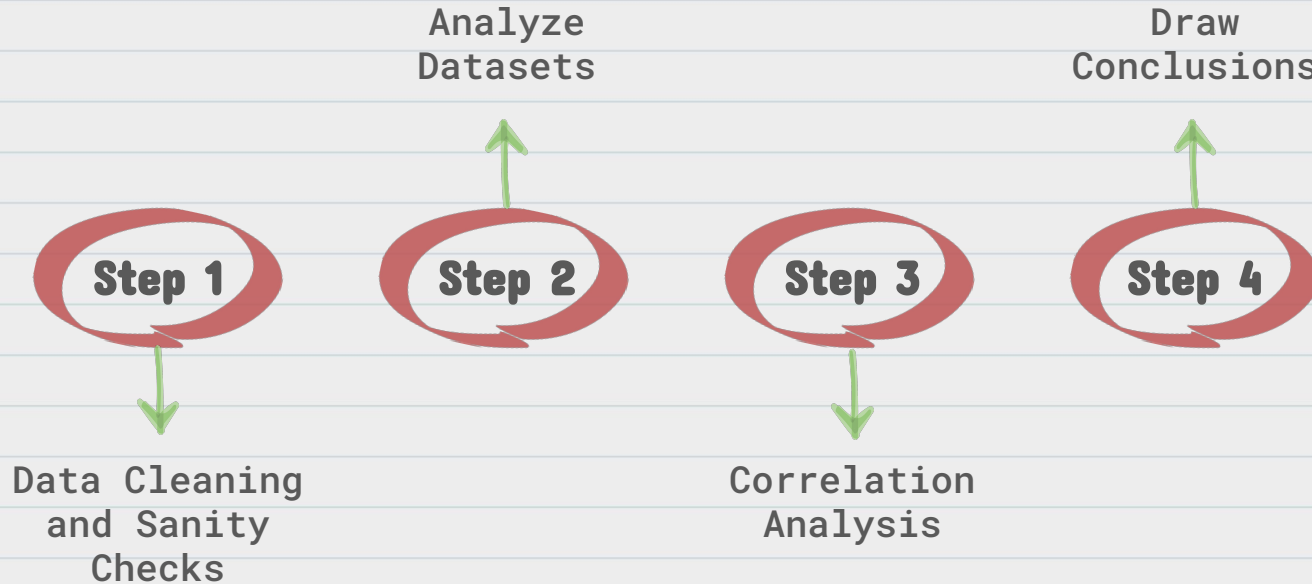 Analyze
Datasets
Draw
Conclusions
Step 1
Step 2
Step 3
Step 4
Data Cleaning
and Sanity
Checks
Correlation
Analysis